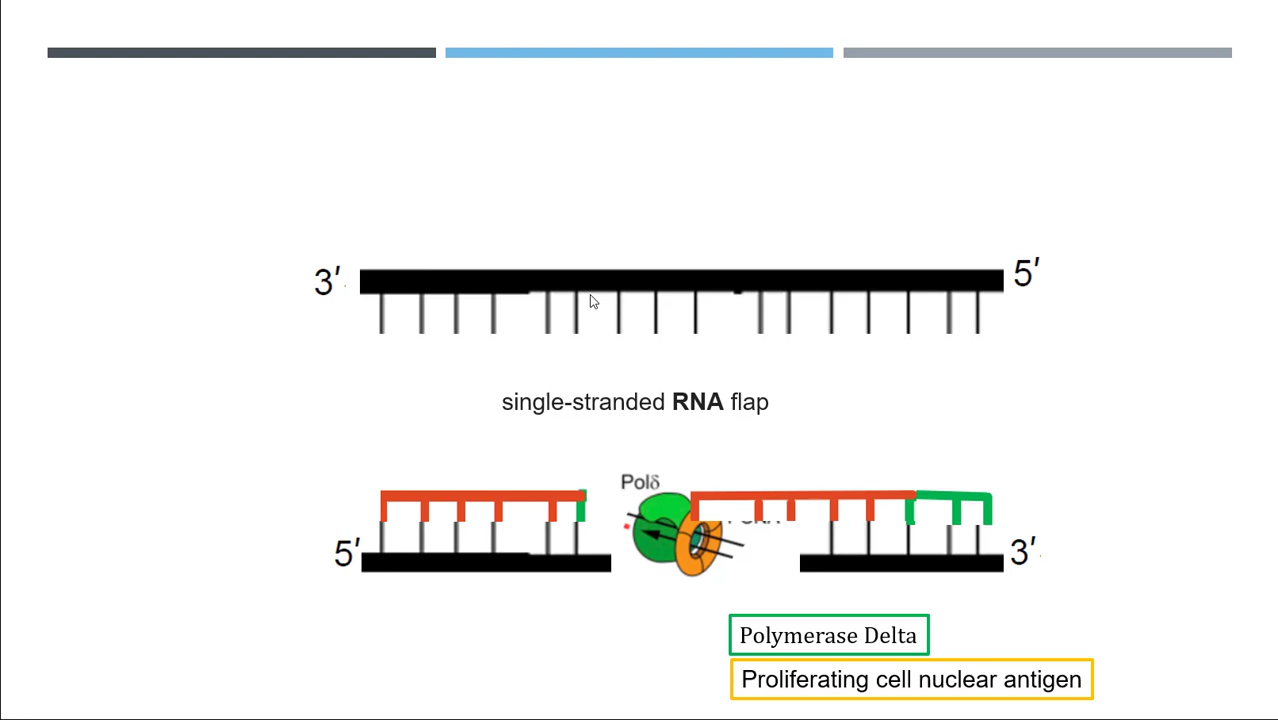 3′
5′
single-stranded RNA flap
Polδ
5′
3′
Polymerase Delta
Proliferating cell nuclear antigen